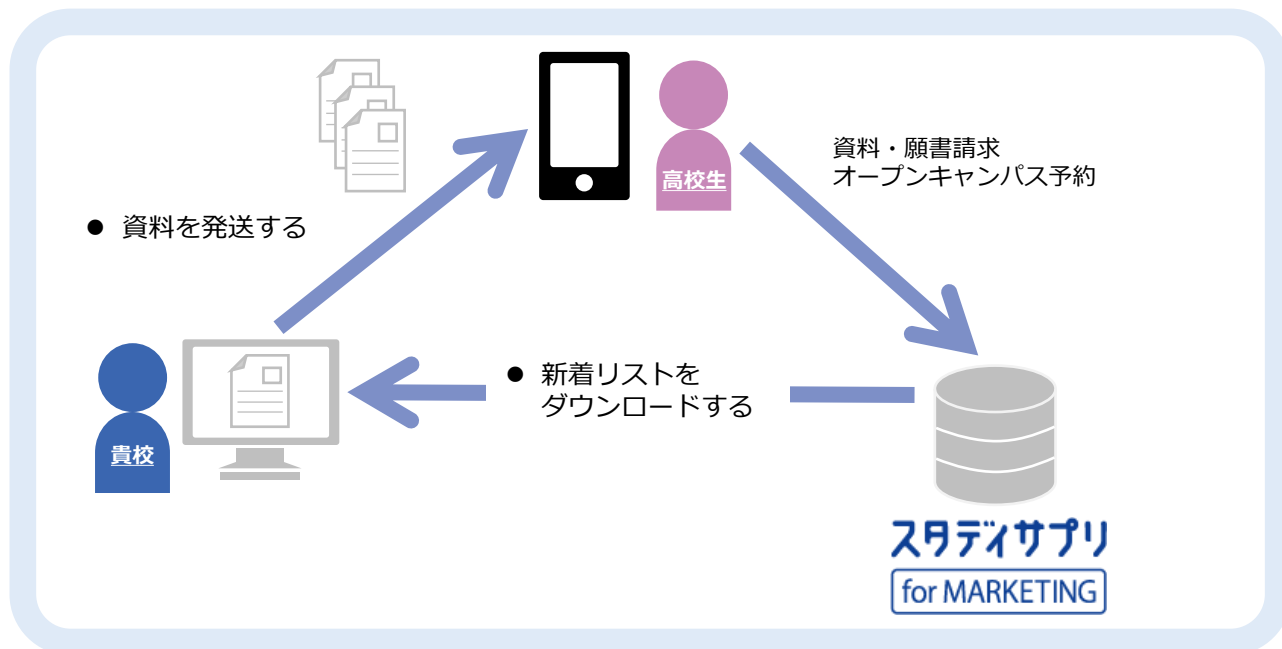 高校生
資料・願書請求
オープンキャンパス予約
● 資料を発送する
● 新着リストを
ダウンロードする
貴校
スタディサプリ
for MARKETING